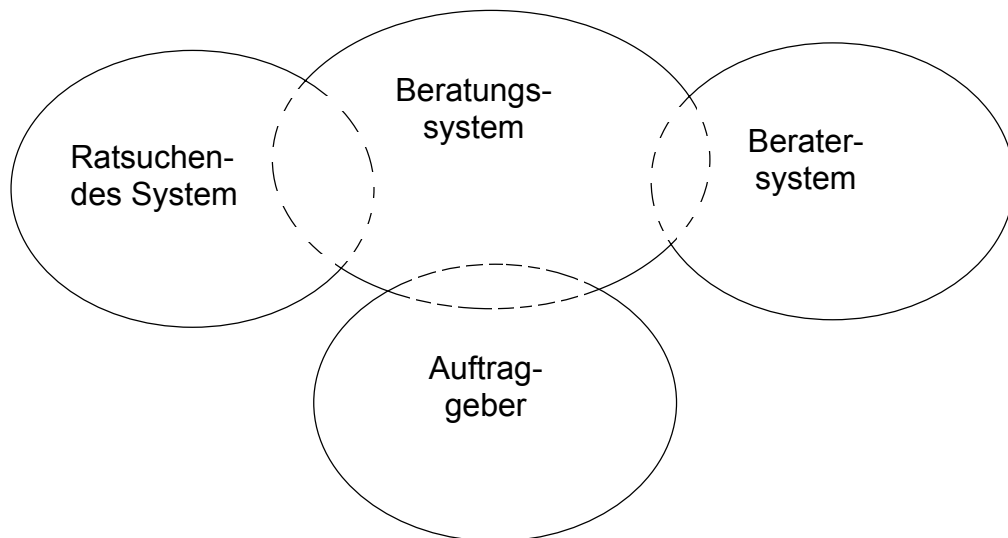 Beratungs-
system
Ratsuchen-
des System
Berater-
system
Auftrag-
geber